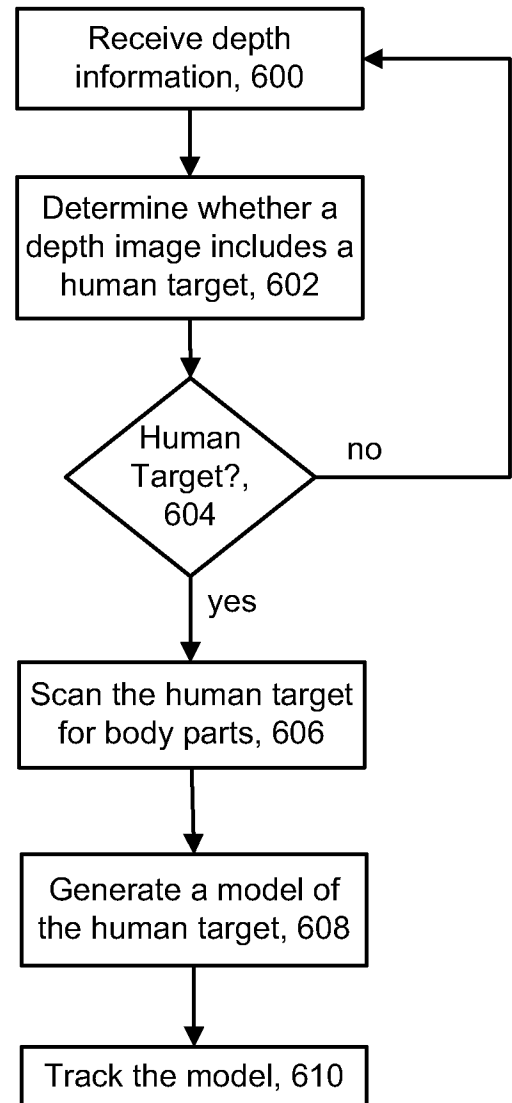 Receive depth
information, 600
Determine whether a
depth image includes a
human target, 602
Human
Target?,
604
no
yes
Scan the human target
for body parts, 606
Generate a model of
the human target, 608
Track the model, 610